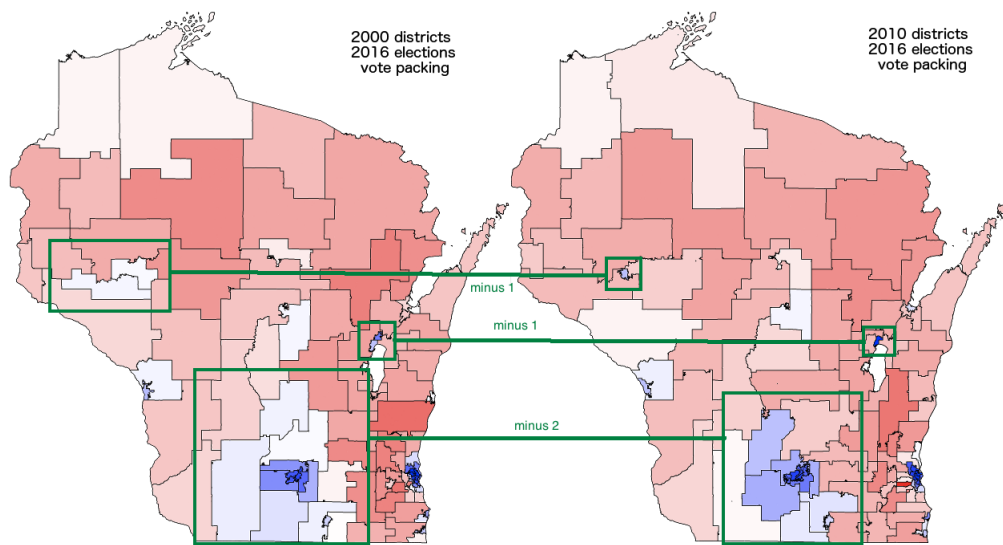 2000 districts
2016 elections
vote packing
2010 districts
2016 elections
vote packing
minus 1
minus 1
minus 2